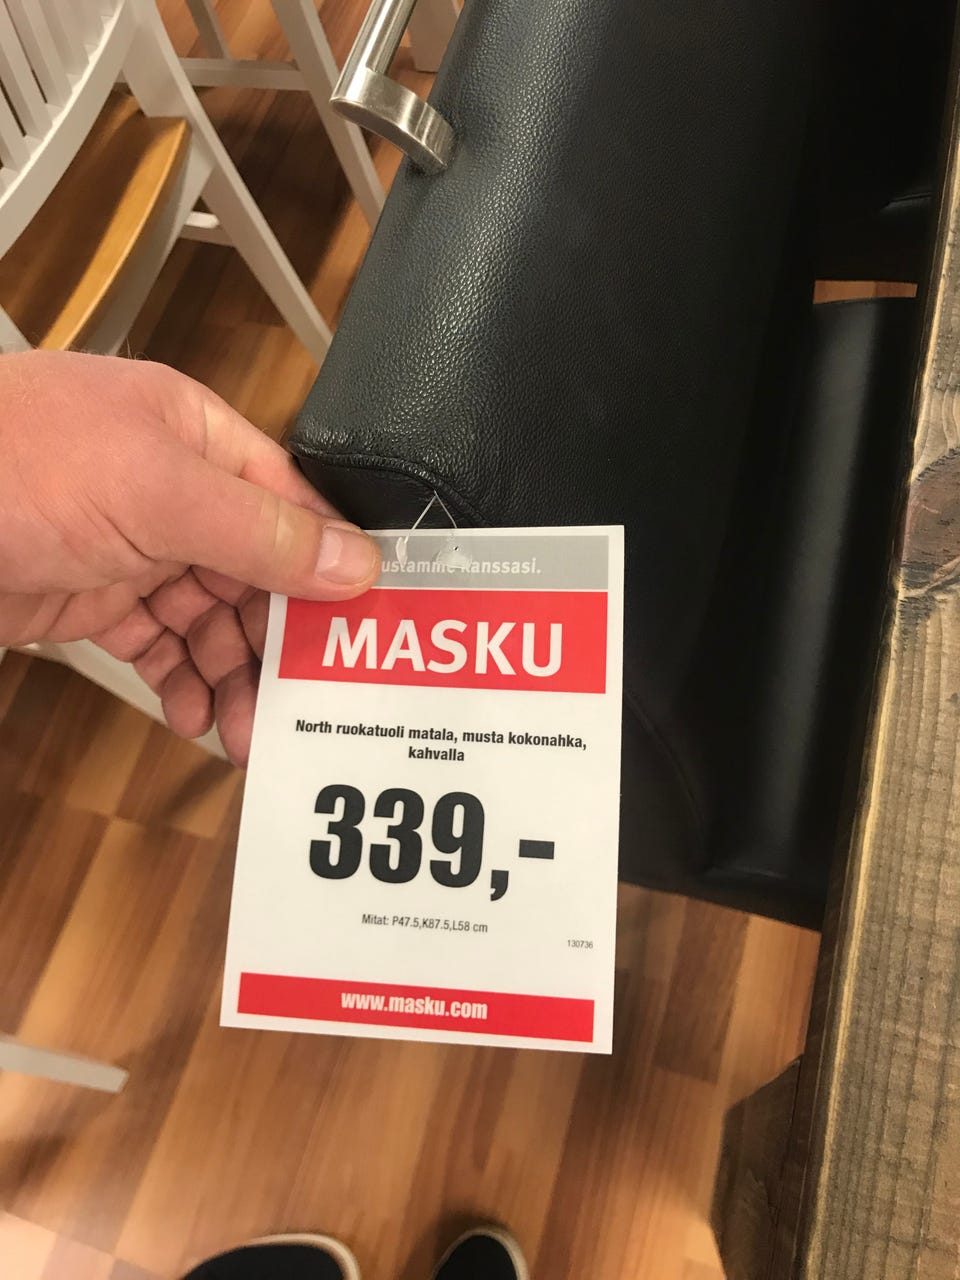 kanssasi.
MASKU
North ruokatuoli matala, musta kokonahka,
kahvalla
339,-
Mitat: P47.5,K87.5,L58 cm
130736
www.masku.com